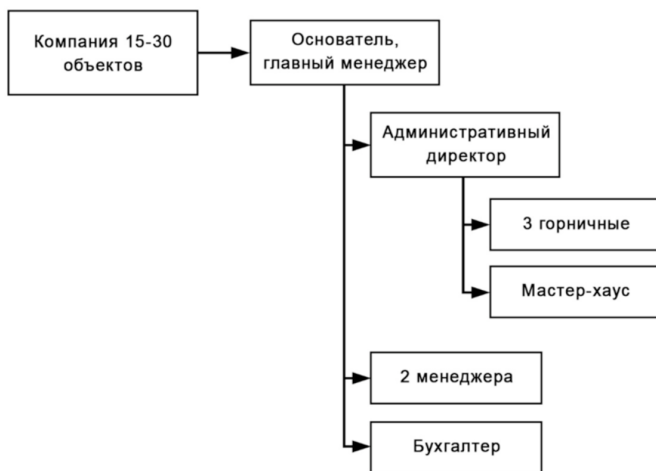 Компания 15-30
объектов
Основатель,
главный менеджер
Административный
директор
3 горничные
Мастер-хаус
2 менеджера
Бухгалтер